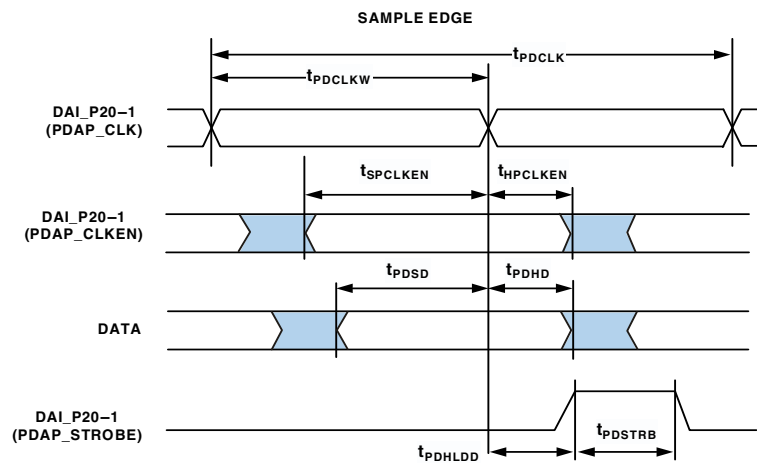 SAMPLE EDGE
tPDCLK
tPDCLKW
DAI_P20–1
(PDAP_CLK)
tSPCLKEN
tHPCLKEN
DAI_P20–1
(PDAP_CLKEN)
tPDSD
tPDHD
DATA
DAI_P20–1
(PDAP_STROBE)
tPDHLDD
tPDSTRB